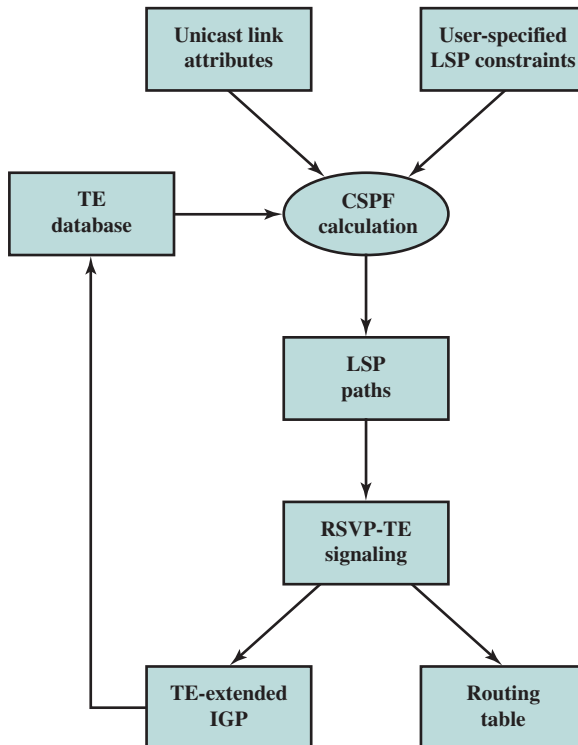 Unicast link
attributes
User-specified
LSP constraints
TE
database
CSPF
calculation
LSP
paths
RSVP-TE
signaling
TE-extended
IGP
Routing
table